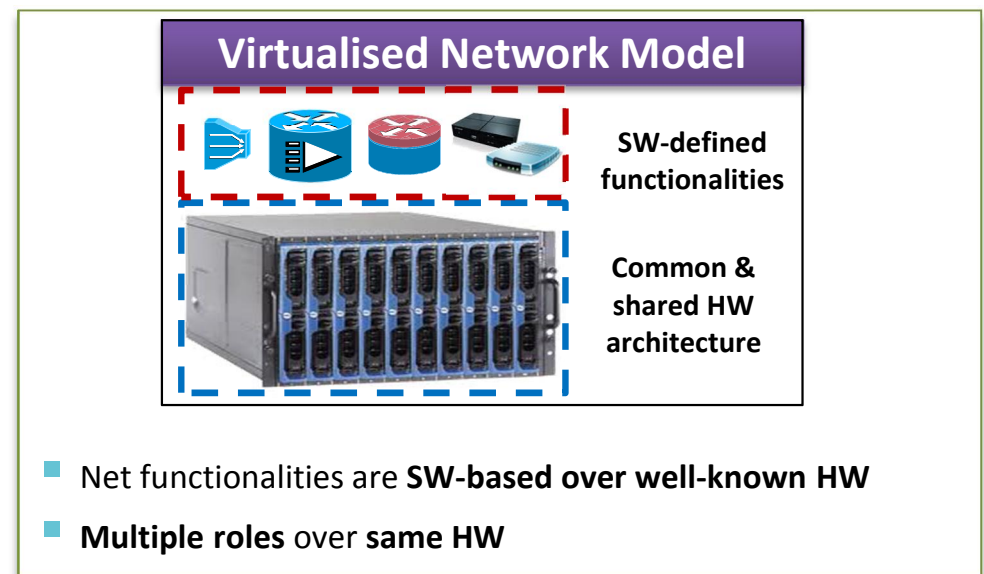 Virtualised Network Model
SW-defined
functionalities
Common &
shared HW
architecture
Net functionalities are SW-based over well-known HW
Multiple roles over same HW